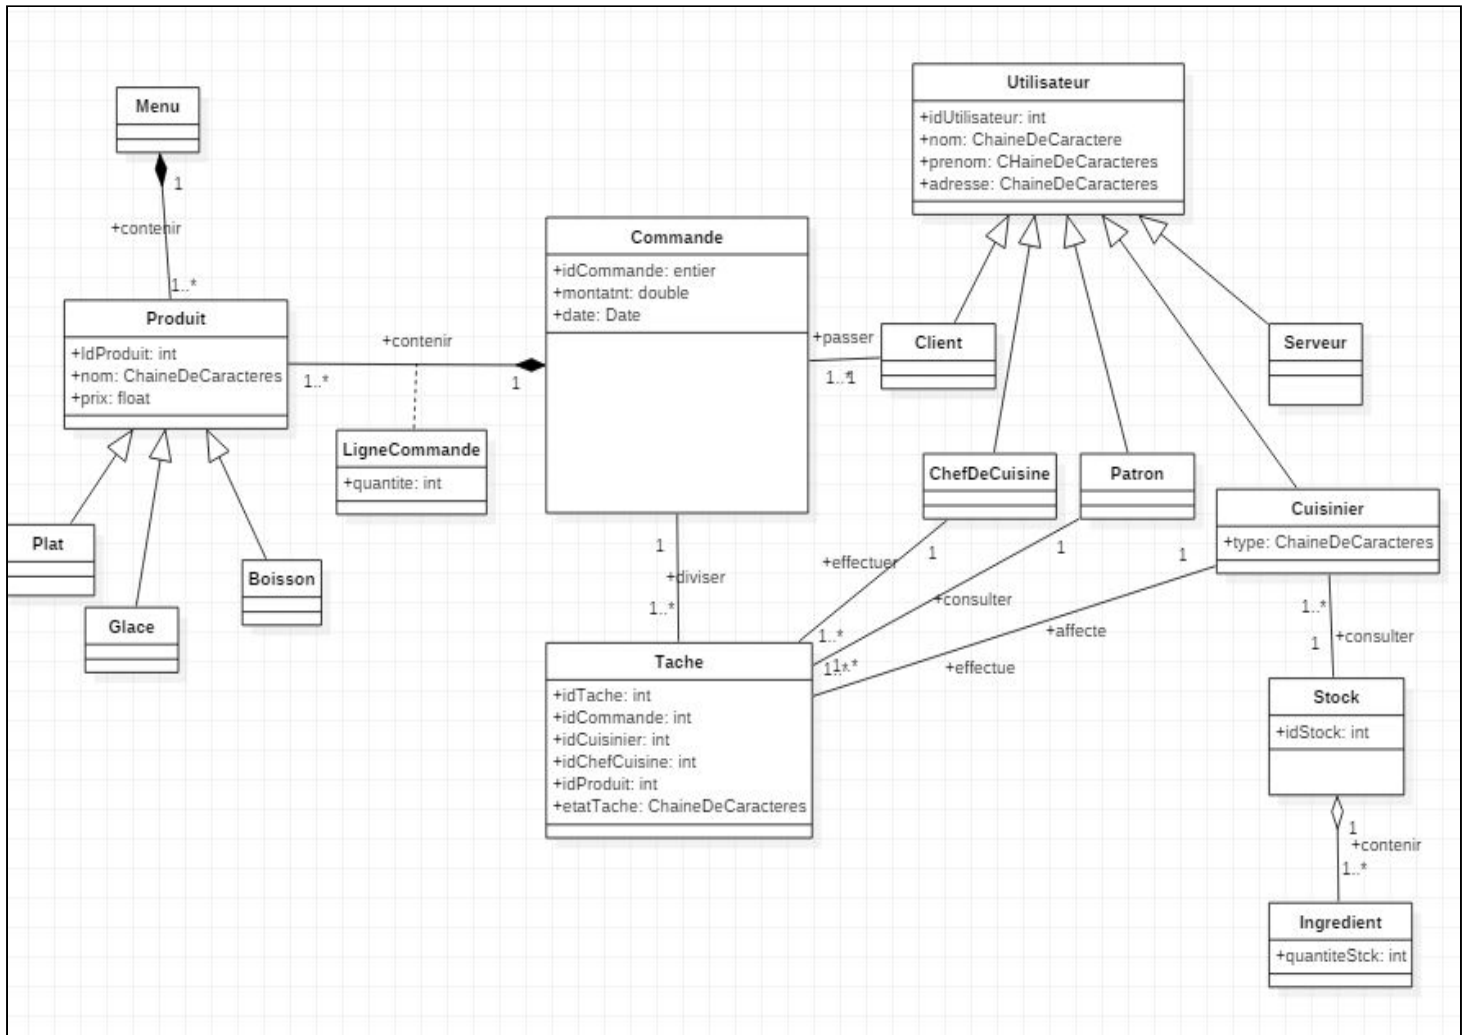 Menu
1
+contenir
1..*
Produit
+IdProduit: int
+nom: ChaineDeCaracteres
+prix: float
Plat
Glace
Boisson
+contenir
1..*
1
LigneCommande
+quantite: int
Commande
+idCommande: entier
+montatnt: double
+date: Date
+passer
1..*
1
Utilisateur
+idUtilisateur: int
+nom: ChaineDeCaractere
+prenom: CHaineDeCaracteres
+adresse: ChaineDeCaracteres
Client
Serveur
ChefDeCuisine
Patron
Cuisinier
+type: ChaineDeCaracteres
1
+diviser
1..*
+effectuer
1
1..*
1
+consulter
1..*
1
+affecte
+effectue
1..*
Tache
+idTache: int
+idCommande: int
+idCuisinier: int
+idChefCuisine: int
+idProduit: int
+etatTache: ChaineDeCaracteres
1..*
+consulter
1
Stock
+idStock: int
1
+contenir
1..*
Ingredient
+quantiteStck: int